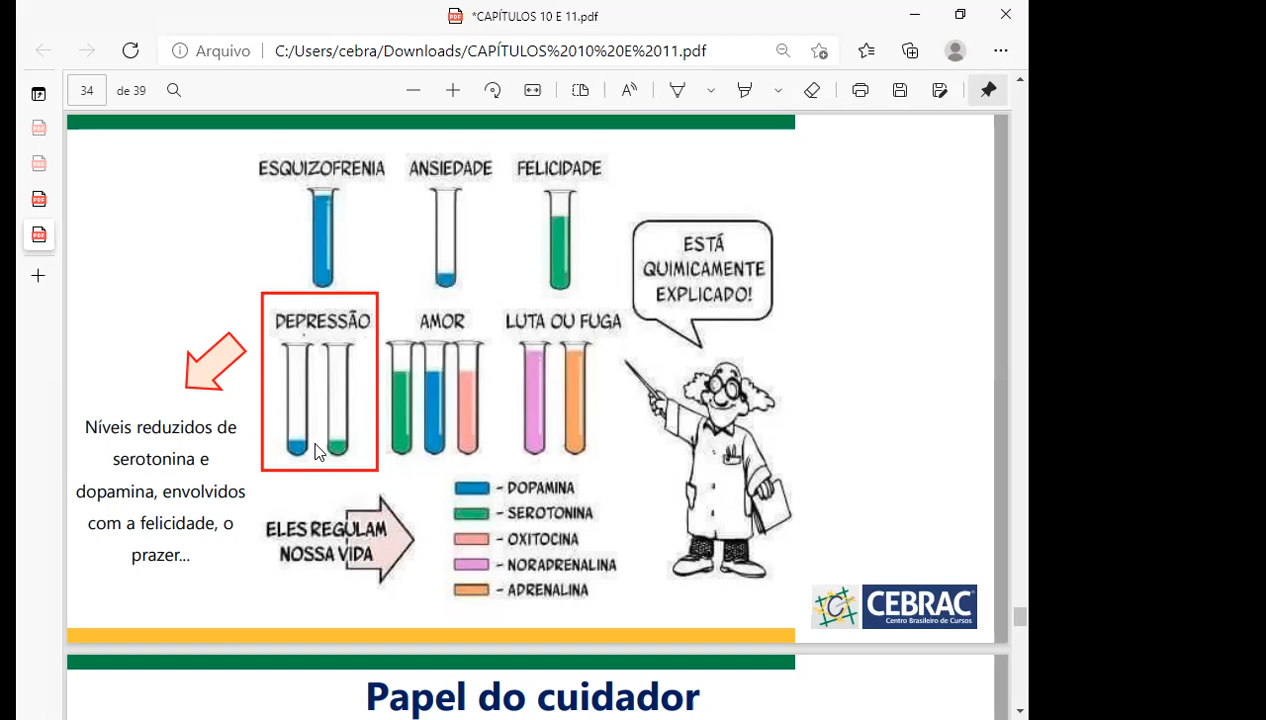 *CAPÍTULOS 10 E 11.pdf
Arquivo
C:/Users/cebra/Downloads/CAPÍTULOS%2010%20E%2011.pdf
34
de 39
ESQUIZOFRENIA
ANSIEDADE
FELICIDADE
ESTÁ
QUIMICAMENTE
EXPLICADO!
DEPRESSÃO
AMOR
LUTA OU FUGA
Níveis reduzidos de
serotonina e
dopamina, envolvidos
com a felicidade, o
prazer...
ELES REGULAM
NOSSA VIDA
- DOPAMINA
- SEROTONINA
- OXITOCINA
- NORADRENALINA
- ADRENALINA
CEBRAC
Centro Brasileiro de Cursos
Papel do cuidador